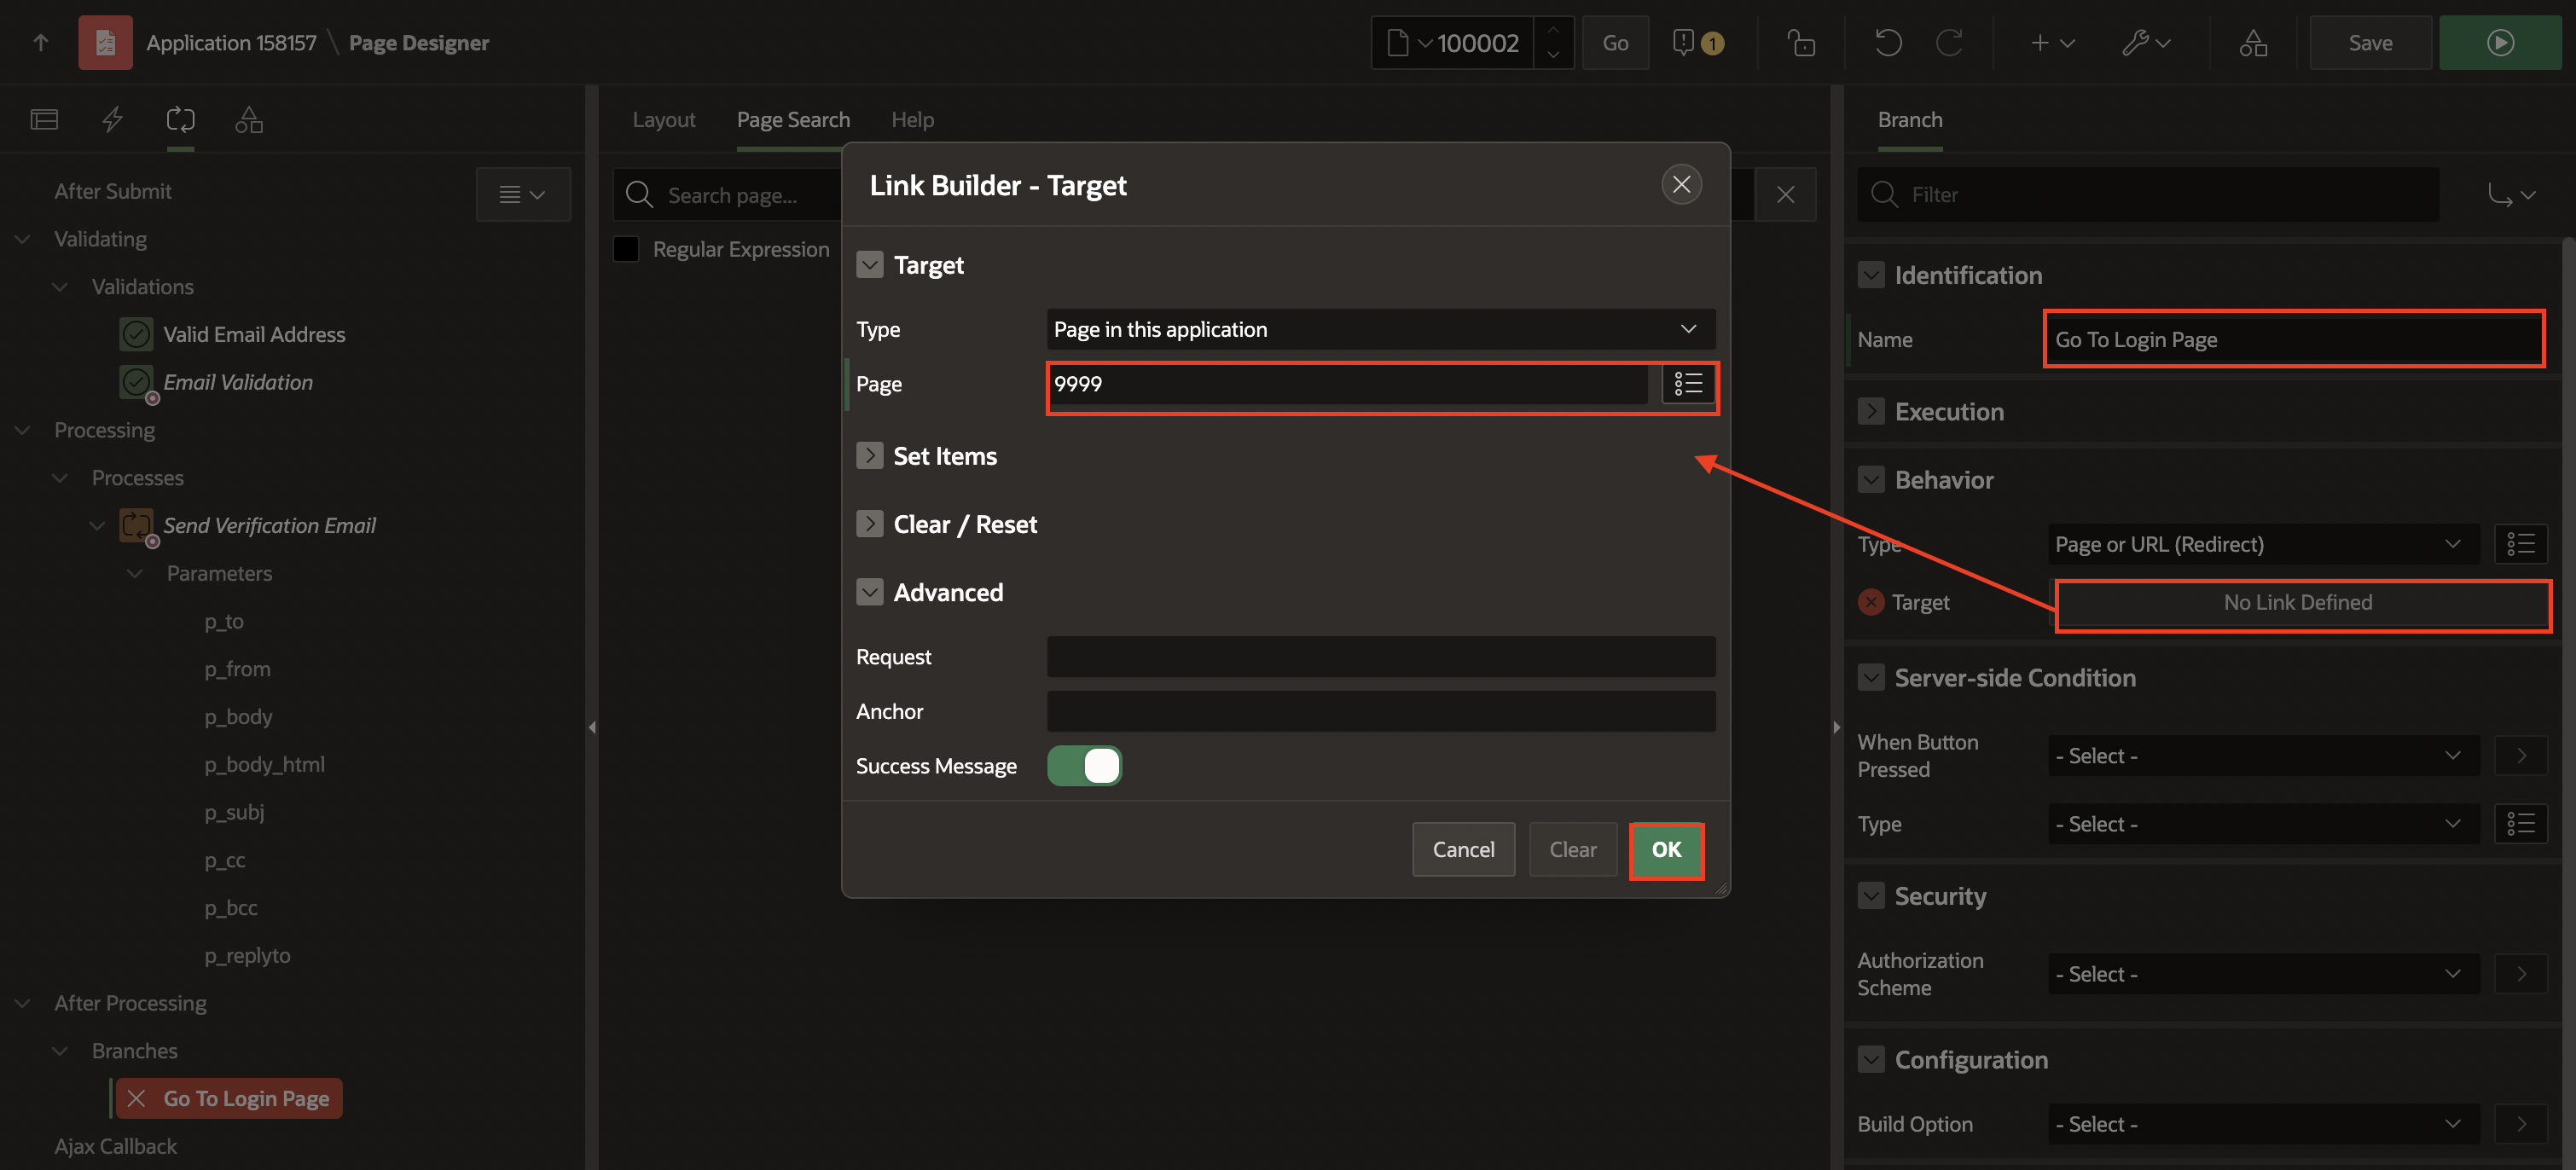 Application 158157 \ Page Designer
100002
Go
1
Save
After Submit
Validating
Validations
Valid Email Address
Email Validation
Processing
Processes
Send Verification Email
Parameters
p_to
p_from
p_body
p_body_html
p_subj
p_cc
p_bcc
p_replyto
After Processing
Branches
Go To Login Page
Ajax Callback
Layout
Page Search
Help
Search page...
Regular Expression
Link Builder - Target
Target
Type
Page in this application
Page
9999
Set Items
Clear / Reset
Advanced
Request
Anchor
Success Message
Cancel
Clear
OK
Branch
Filter
Identification
Name
Go To Login Page
Execution
Behavior
Type
Page or URL (Redirect)
Target
No Link Defined
Server-side Condition
When Button
Pressed
- Select -
Type
- Select -
Security
Authorization
Scheme
- Select -
Configuration
Build Option
- Select -